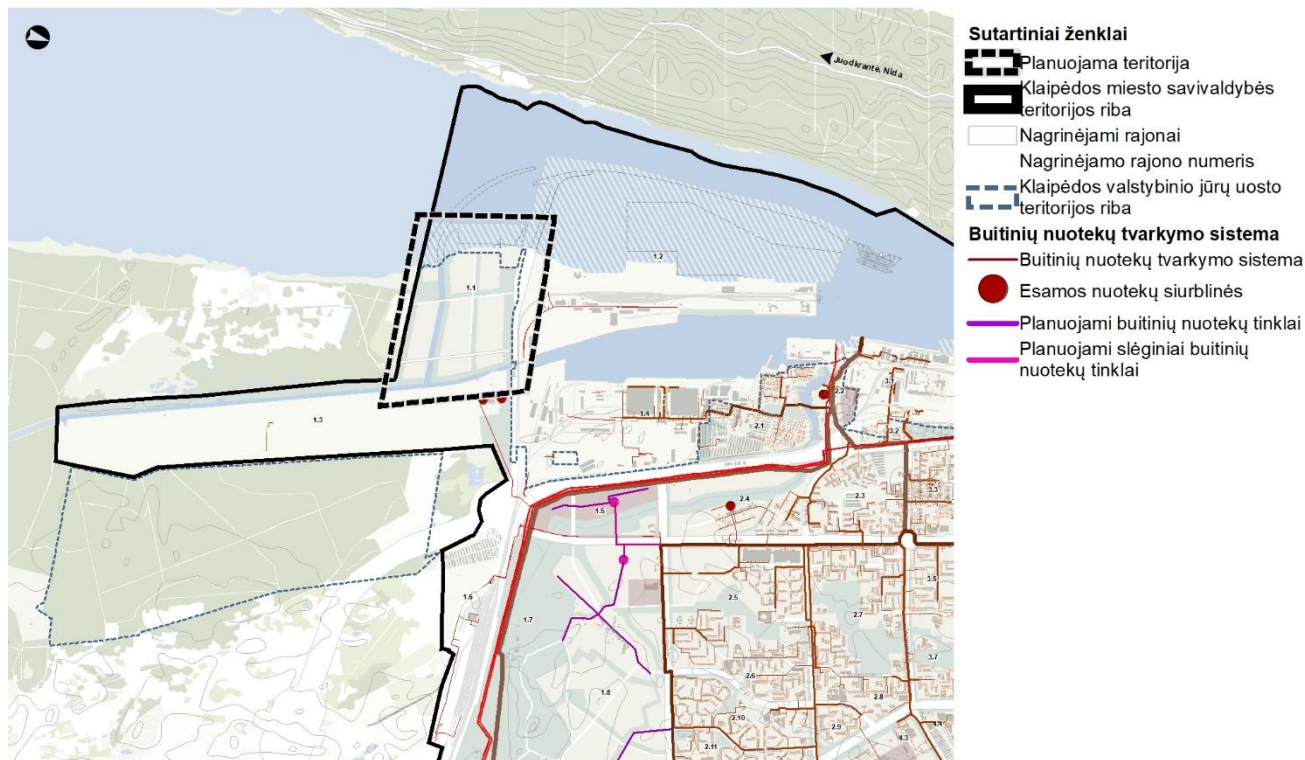 Juodkrantė, Nida
1.2
1.1
1.3
1.4
2.1
2.2
3.1
3.2
2.4
2.3
3.3
1.5
1.6
1.7
2.5
2.7
3.5
3.7
1.8
2.6
2.8
2.10
2.9
2.11
4.3
Sutartiniai ženklai
Planuojama teritorija
Klaipėdos miesto savivaldybės
teritorijos riba
Nagrinėjami rajonai
Nagrinėjamo rajono numeris
Klaipėdos valstybinio jūrų uosto
teritorijos riba
Buitinių nuotekų tvarkymo sistema
Buitinių nuotekų tvarkymo sistema
Esamos nuotekų siurblinės
Planuojami buitinių nuotekų tinklai
Planuojami slėginiai buitinių
nuotekų tinklai